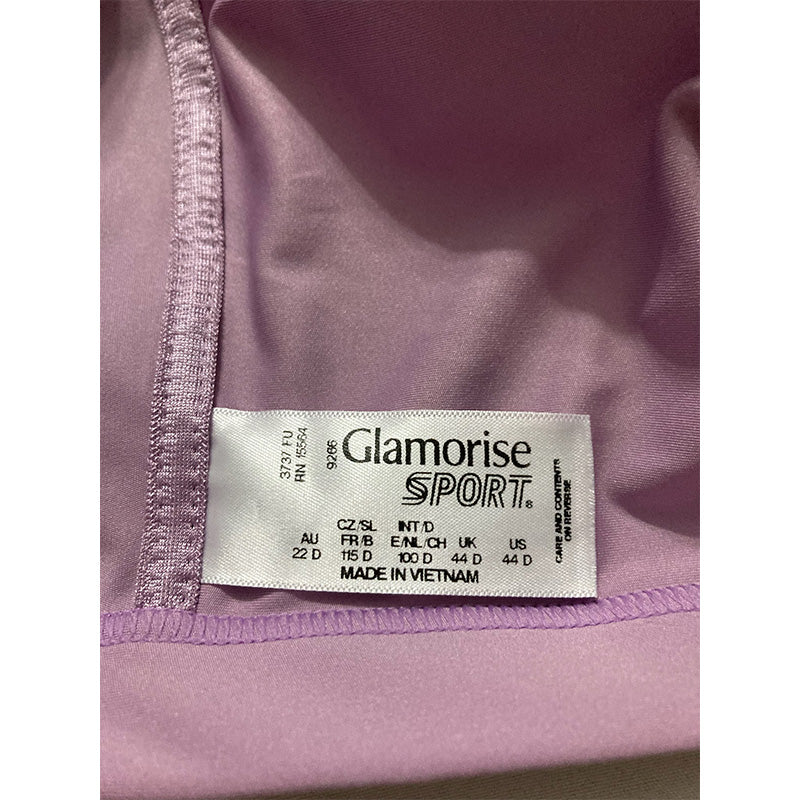 3737 FU
RN 15564
9266
Glamorise
SPORT®
CZ/SL INT/D
AU FR/B E/NL/CH UK US
22 D 115 D 100 D 44 D 44 D
MADE IN VIETNAM
CARE AND CONTENTS
ON REVERSE